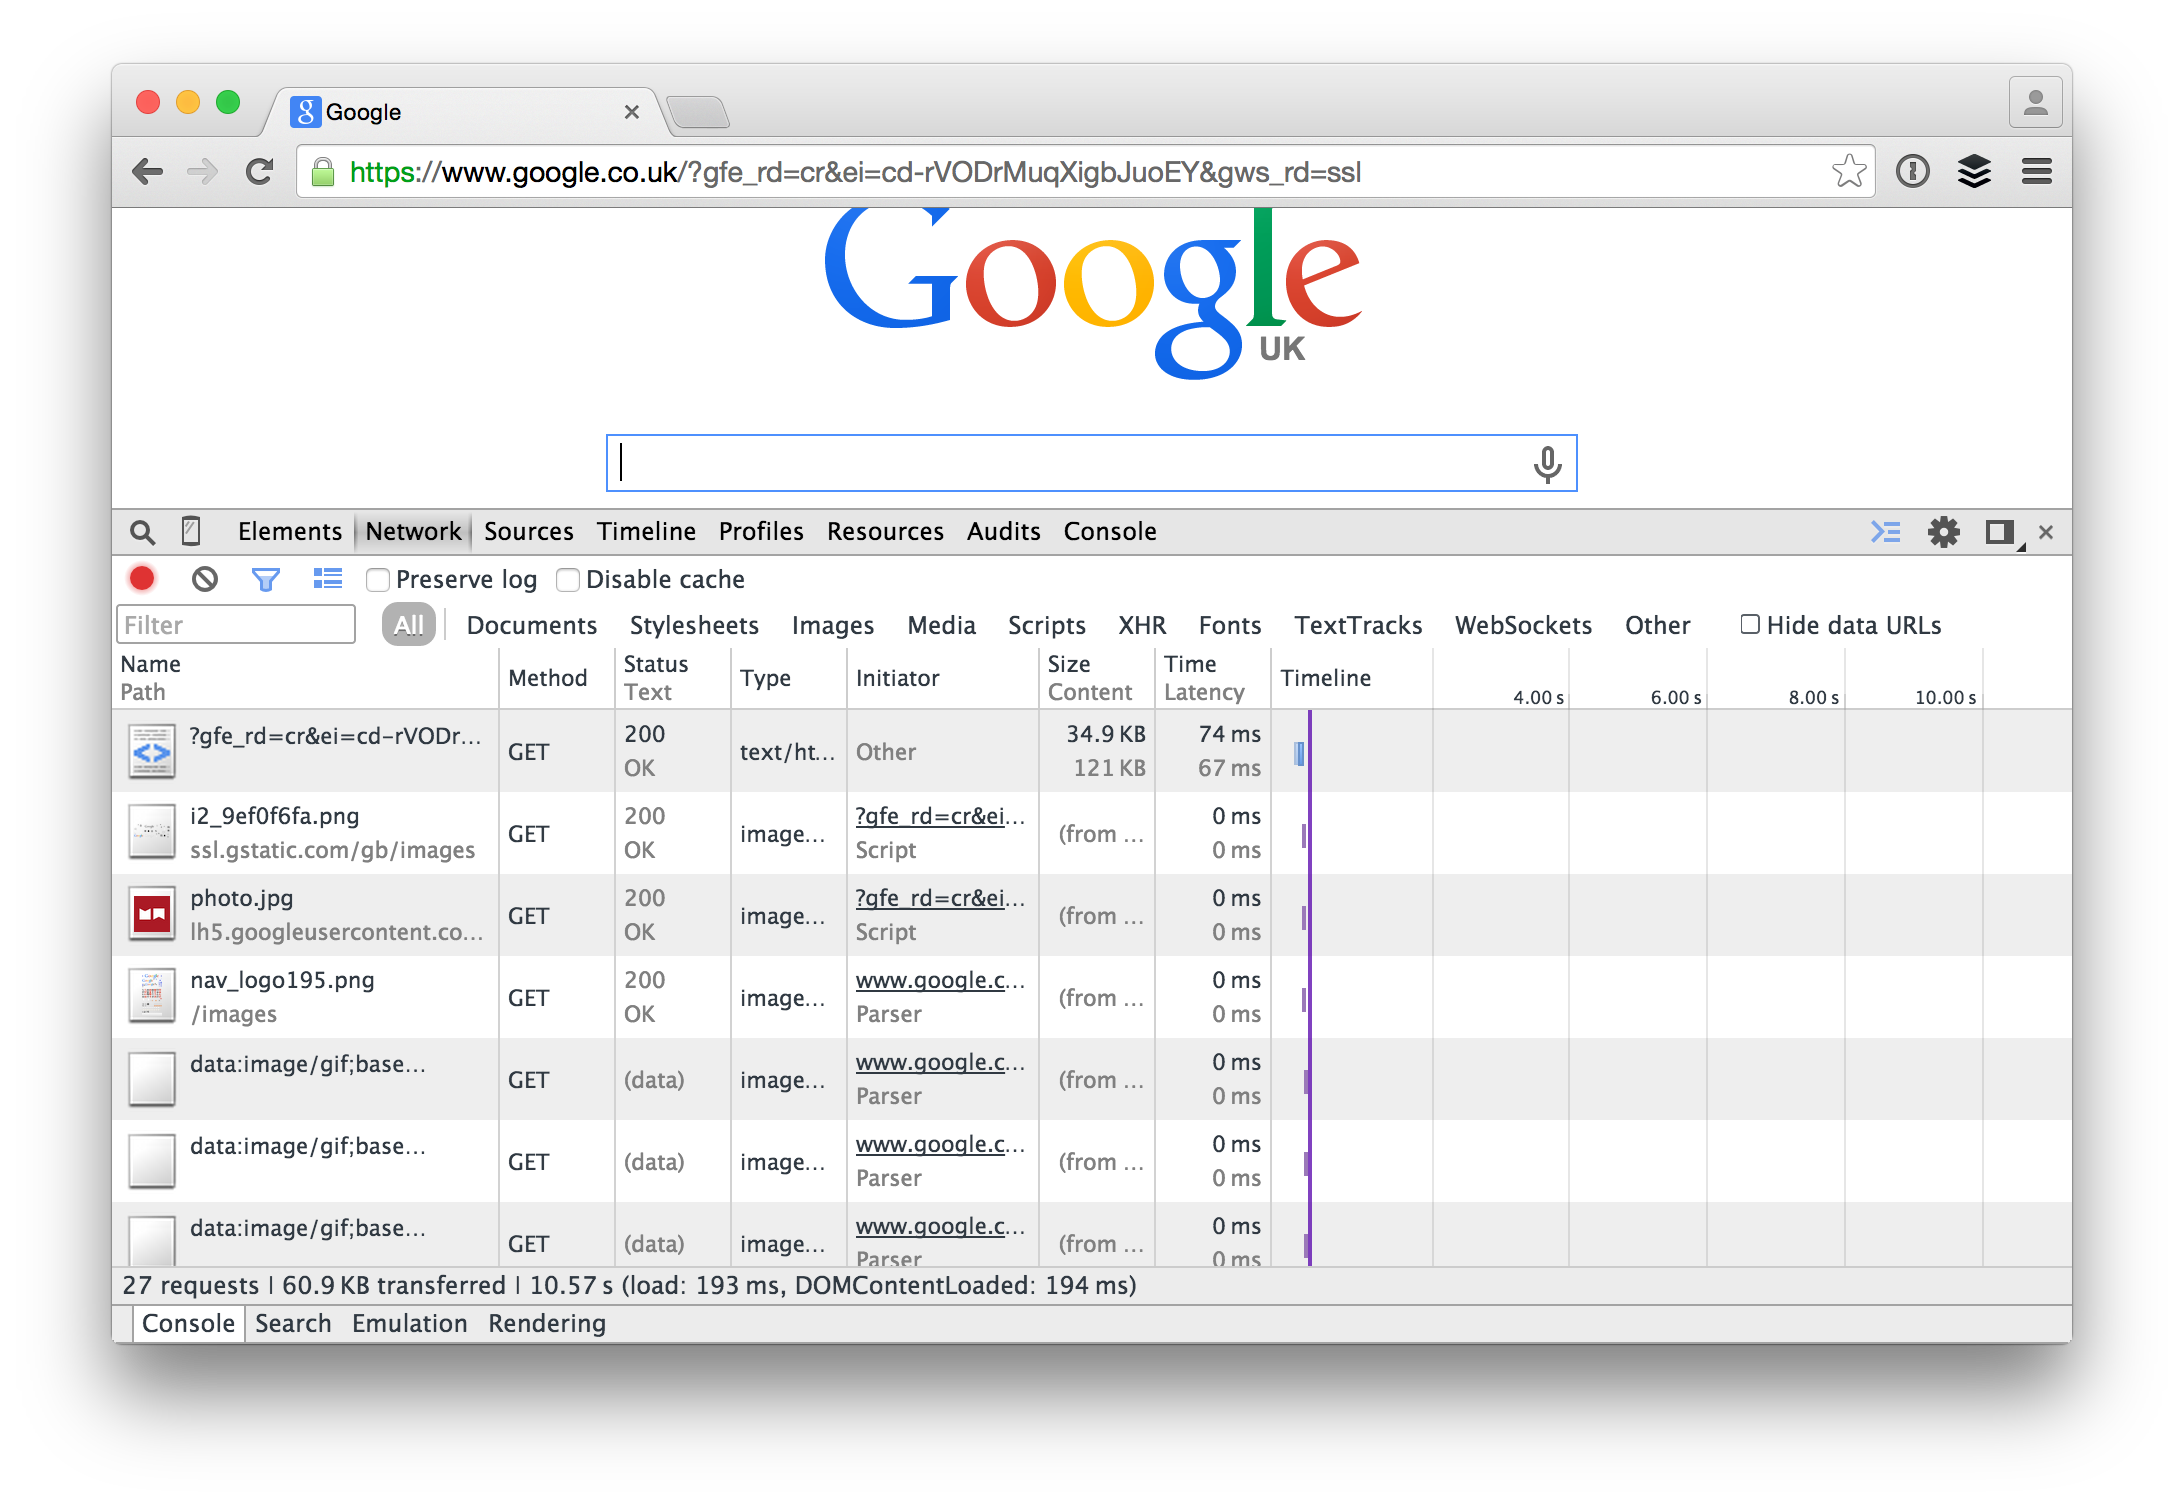 Google
https://www.google.co.uk/?gfe_rd=cr&ei=cd-rVODrMuqXigbJuoEY&gws_rd=ssl
Google
UK
Elements Network Sources Timeline Profiles Resources Audits Console
Preserve log Disable cache
Filter All Documents Stylesheets Images Media Scripts XHR Fonts TextTracks WebSockets Other Hide data URLs
Name Path Method Status Text Type Initiator Size Content Time Latency Timeline 4.00 s 6.00 s 8.00 s 10.00 s
?gfe_rd=cr&ei=cd-rVODr... GET 200 OK text/ht... Other 34.9 KB 121 KB 74 ms 67 ms
i2_9ef0f6fa.png ssl.gstatic.com/gb/images GET 200 OK image... ?gfe_rd=cr&ei... Script (from ... 0 ms 0 ms
photo.jpg lh5.googleusercontent.co... GET 200 OK image... ?gfe_rd=cr&ei... Script (from ... 0 ms 0 ms
nav_logo195.png /images GET 200 OK image... www.google.c... Parser (from ... 0 ms 0 ms
data:image/gif;base... GET (data) image... www.google.c... Parser (from ... 0 ms 0 ms
data:image/gif;base... GET (data) image... www.google.c... Parser (from ... 0 ms 0 ms
data:image/gif;base... GET (data) image... www.google.c... Parser (from ... 0 ms 0 ms
27 requests | 60.9 KB transferred | 10.57 s (load: 193 ms, DOMContentLoaded: 194 ms)
Console Search Emulation Rendering